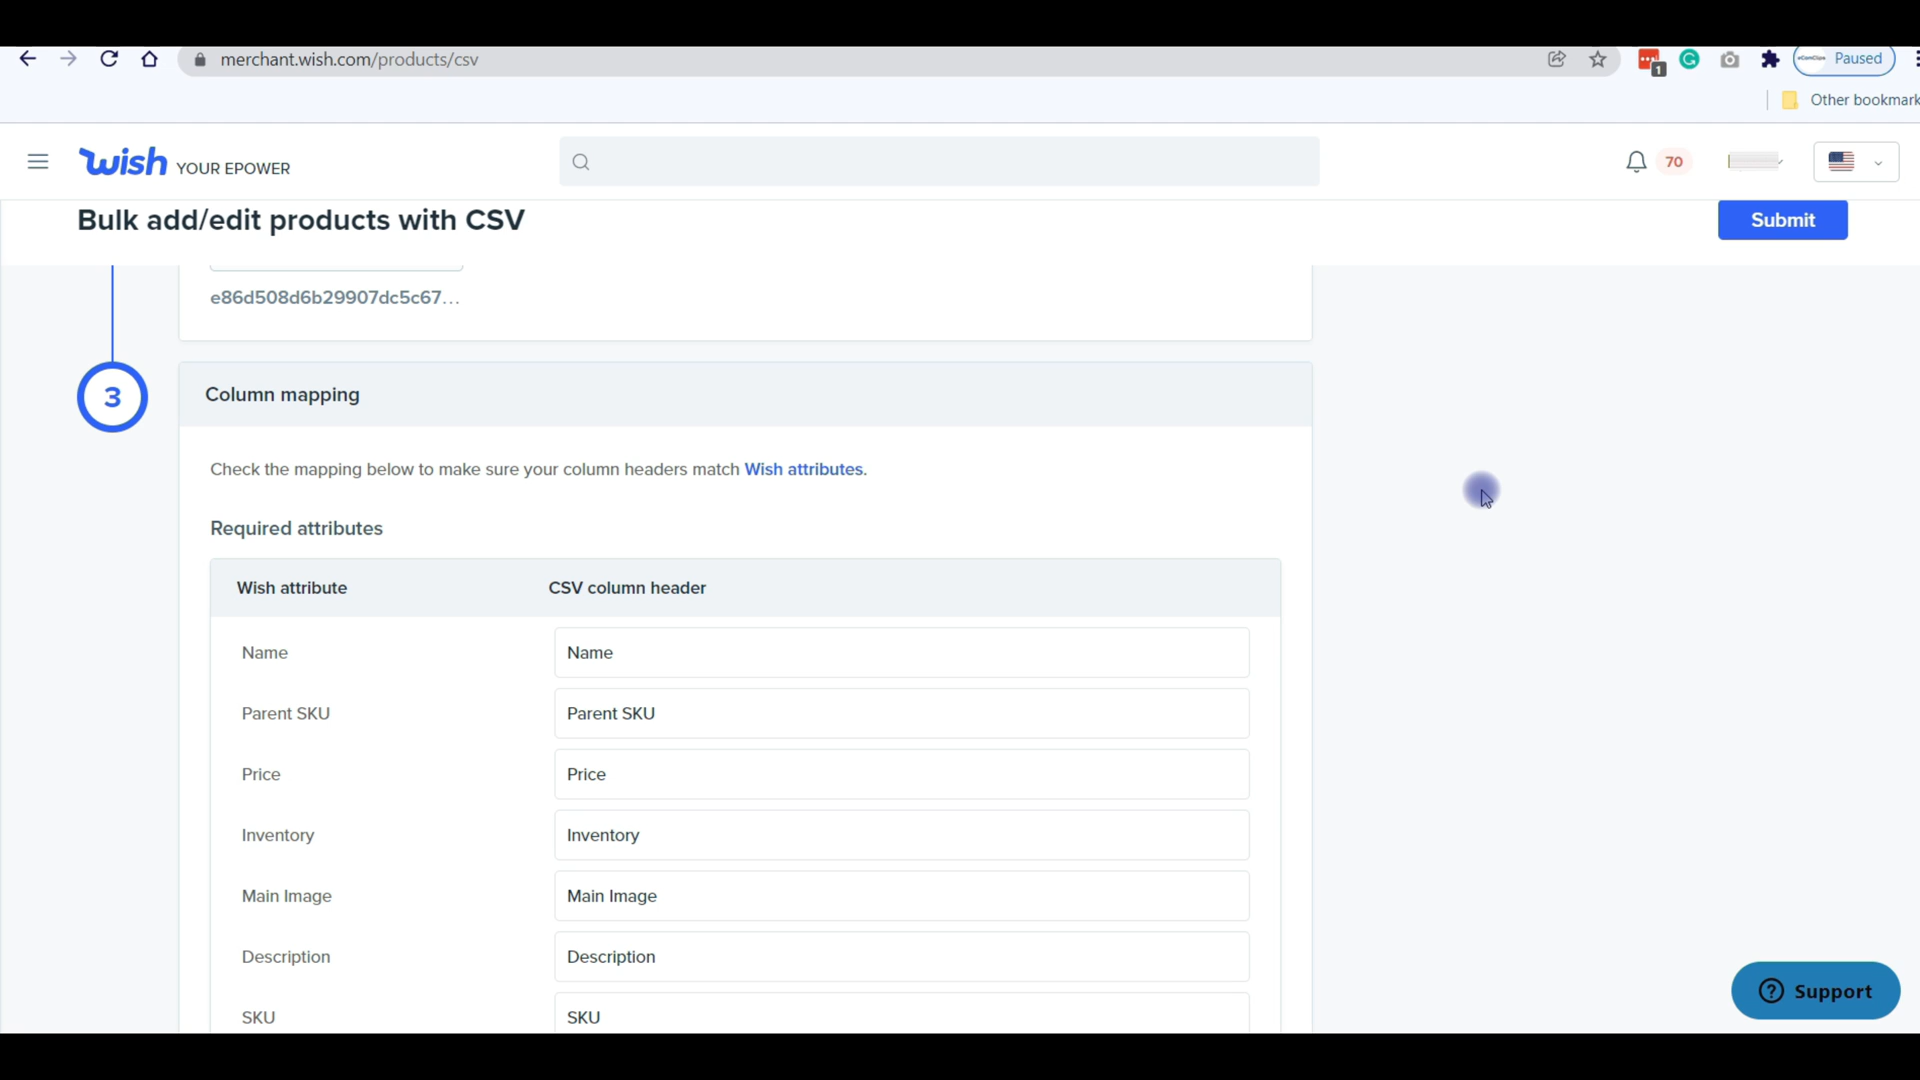 merchant.wish.com/products/csv
1
Paused
Other bookmark
wish YOUR EPOWER
70
Bulk add/edit products with CSV
Submit
e86d508d6b29907dc5c67...
3
Column mapping
Check the mapping below to make sure your column headers match Wish attributes.
Required attributes
Wish attribute CSV column header
Name Name
Parent SKU Parent SKU
Price Price
Inventory Inventory
Main Image Main Image
Description Description
SKU SKU
? Support